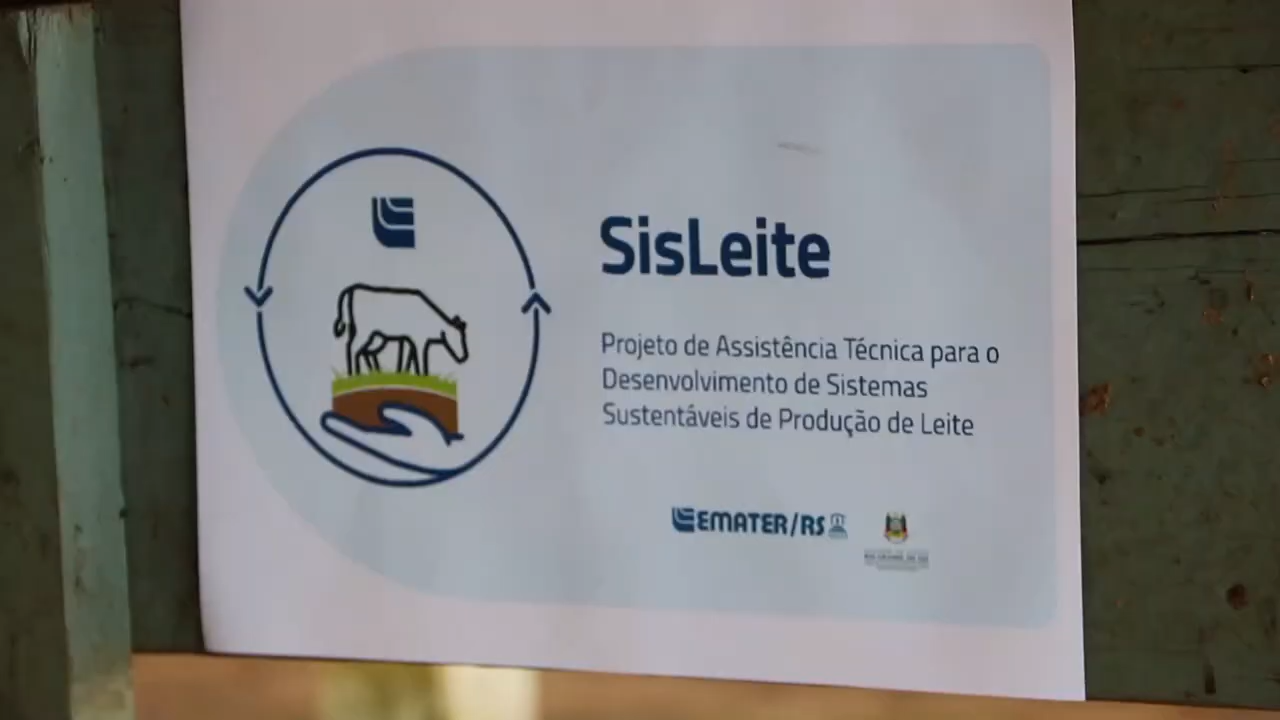 SisLeite
Projeto de Assistência Técnica para o
Desenvolvimento de Sistemas
Sustentáveis de Produção de Leite
EMATER/RS